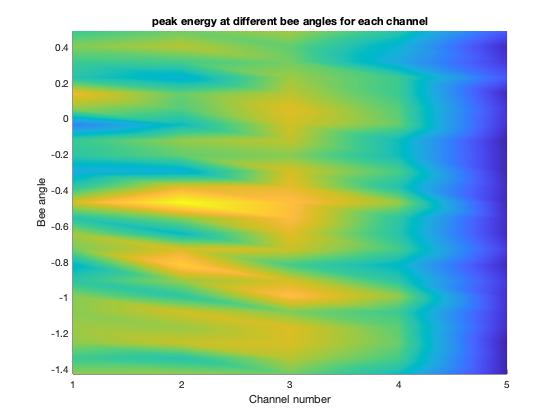 peak energy at different bee angles for each channel
0.4
0.2
0
-0.2
-0.4
-0.6
-0.8
-1
-1.2
-1.4
Bee angle
1 2 3 4 5
Channel number